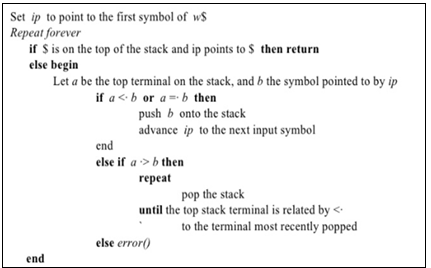 Set ip to point to the first symbol of w$
Repeat forever
if $ is on the top of the stack and ip points to $ then return
else begin
Let a be the top terminal on the stack, and b the symbol pointed to by ip
if a <· b or a =· b then
push b onto the stack
advance ip to the next input symbol
end
else if a ·> b then
repeat
pop the stack
until the top stack terminal is related by <·
` to the terminal most recently popped
else error()
end